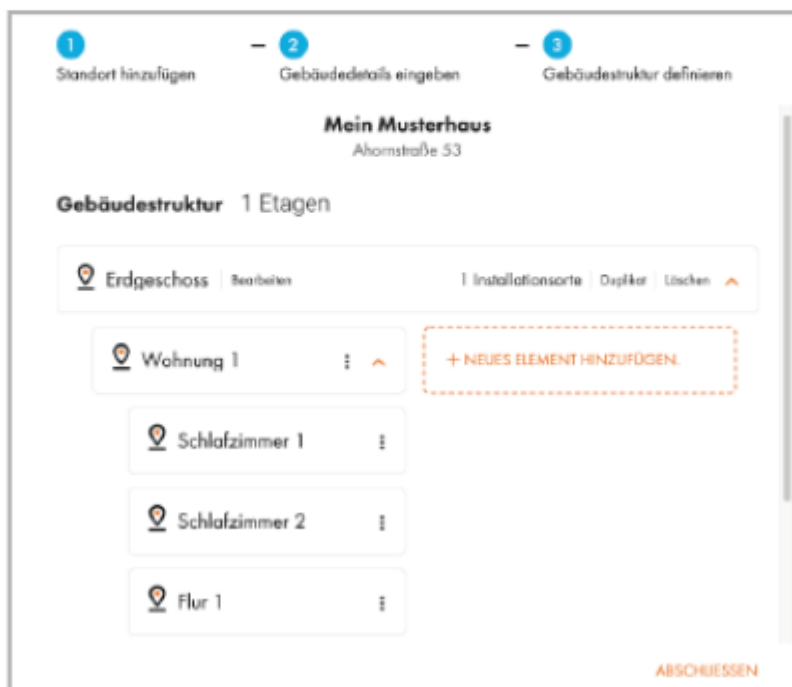 1 – 2 – 3
Standort hinzufügen Gebäudedetails eingeben Gebäudestruktur definieren
Mein Musterhaus
Ahornstraße 53
Gebäudestruktur 1 Etagen
Erdgeschoss Bearbeiten 1 Installationsorte Duplikat Löschen
Wohnung 1 + NEUES ELEMENT HINZUFÜGEN.
Schlafzimmer 1
Schlafzimmer 2
Flur 1
ABSCHLIESSEN